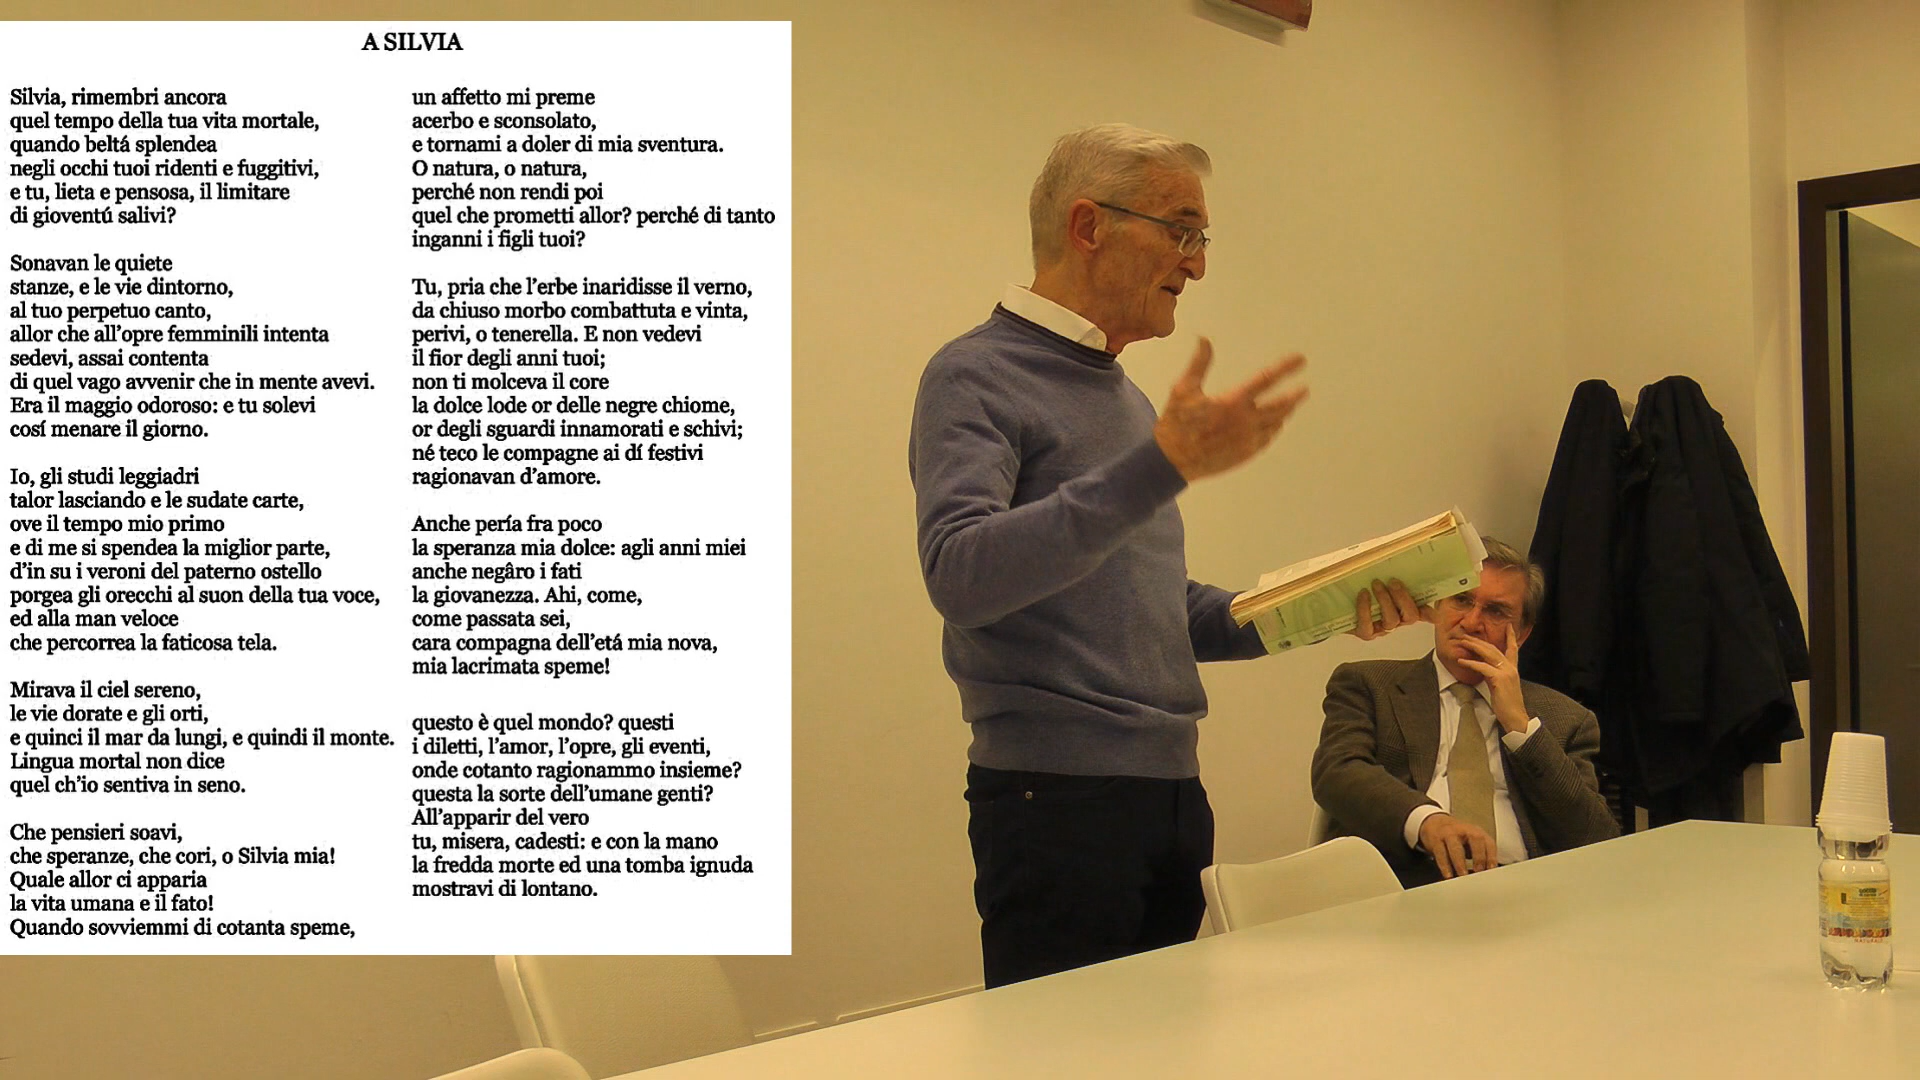 A SILVIA
Silvia, rimembri ancora
quel tempo della tua vita mortale,
quando beltá splendea
negli occhi tuoi ridenti e fuggitivi,
e tu, lieta e pensosa, il limitare
di gioventú salivi?
Sonavan le quiete
stanze, e le vie dintorno,
al tuo perpetuo canto,
allor che all’opre femminili intenta
sedevi, assai contenta
di quel vago avvenir che in mente avevi.
Era il maggio odoroso: e tu solevi
cosí menare il giorno.
Io, gli studi leggiadri
talor lasciando e le sudate carte,
ove il tempo mio primo
e di me si spendea la miglior parte,
d’in su i veroni del paterno ostello
porgea gli orecchi al suon della tua voce,
ed alla man veloce
che percorrea la faticosa tela.
Mirava il ciel sereno,
le vie dorate e gli orti,
e quinci il mar da lungi, e quindi il monte.
Lingua mortal non dice
quel ch’io sentiva in seno.
Che pensieri soavi,
che speranze, che cori, o Silvia mia!
Quale allor ci apparia
la vita umana e il fato!
Quando sovviemmi di cotanta speme,
un affetto mi preme
acerbo e sconsolato,
e tornami a doler di mia sventura.
O natura, o natura,
perché non rendi poi
quel che prometti allor? perché di tanto
inganni i figli tuoi?
Tu, pria che l’erbe inaridisse il verno,
da chiuso morbo combattuta e vinta,
perivi, o tenerella. E non vedevi
il fior degli anni tuoi;
non ti molceva il core
la dolce lode or delle negre chiome,
or degli sguardi innamorati e schivi;
né teco le compagne ai dí festivi
ragionavan d’amore.
Anche pería fra poco
la speranza mia dolce: agli anni miei
anche negâro i fati
la giovanezza. Ahi, come,
come passata sei,
cara compagna dell’etá mia nova,
mia lacrimata speme!
questo è quel mondo? questi
i diletti, l’amor, l’opre, gli eventi,
onde cotanto ragionammo insieme?
questa la sorte dell’umane genti?
All’apparir del vero
tu, misera, cadesti: e con la mano
la fredda morte ed una tomba ignuda
mostravi di lontano.